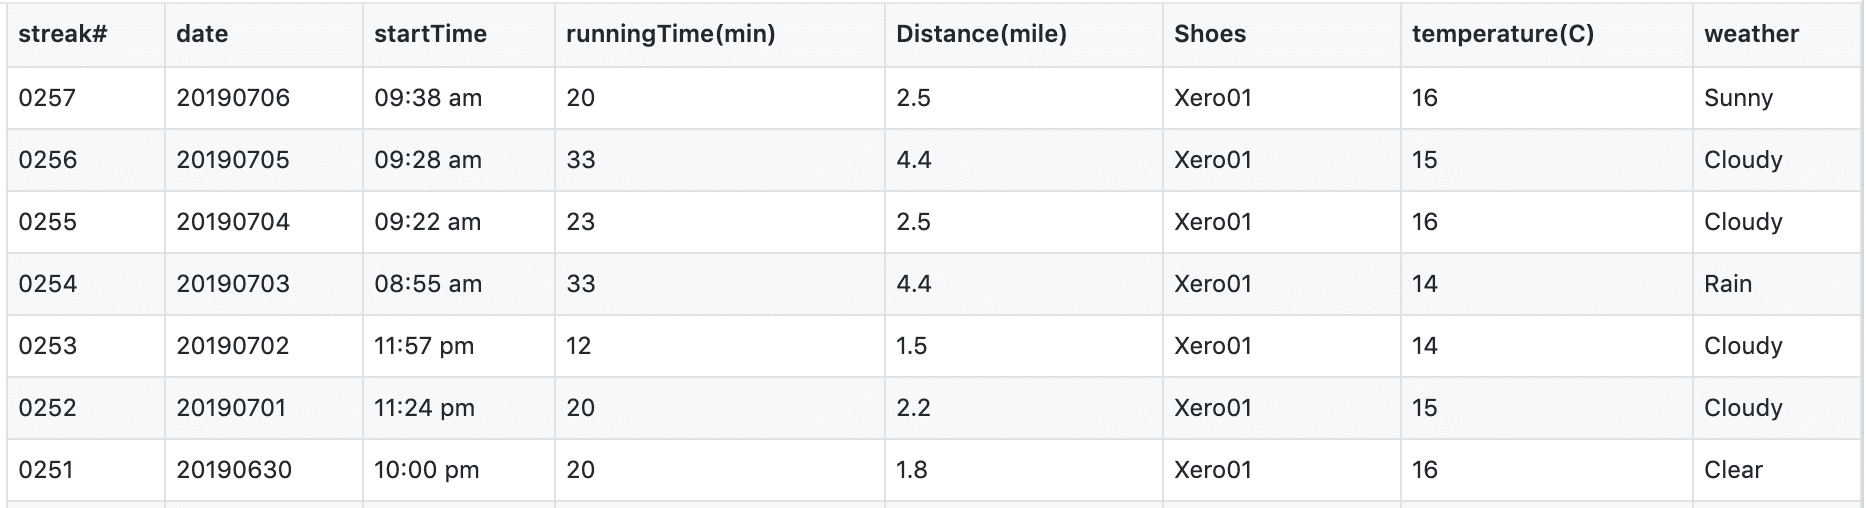 streak# date startTime runningTime(min) Distance(mile) Shoes temperature(C) weather
0257 20190706 09:38 am 20 2.5 Xero01 16 Sunny
0256 20190705 09:28 am 33 4.4 Xero01 15 Cloudy
0255 20190704 09:22 am 23 2.5 Xero01 16 Cloudy
0254 20190703 08:55 am 33 4.4 Xero01 14 Rain
0253 20190702 11:57 pm 12 1.5 Xero01 14 Cloudy
0252 20190701 11:24 pm 20 2.2 Xero01 15 Cloudy
0251 20190630 10:00 pm 20 1.8 Xero01 16 Clear